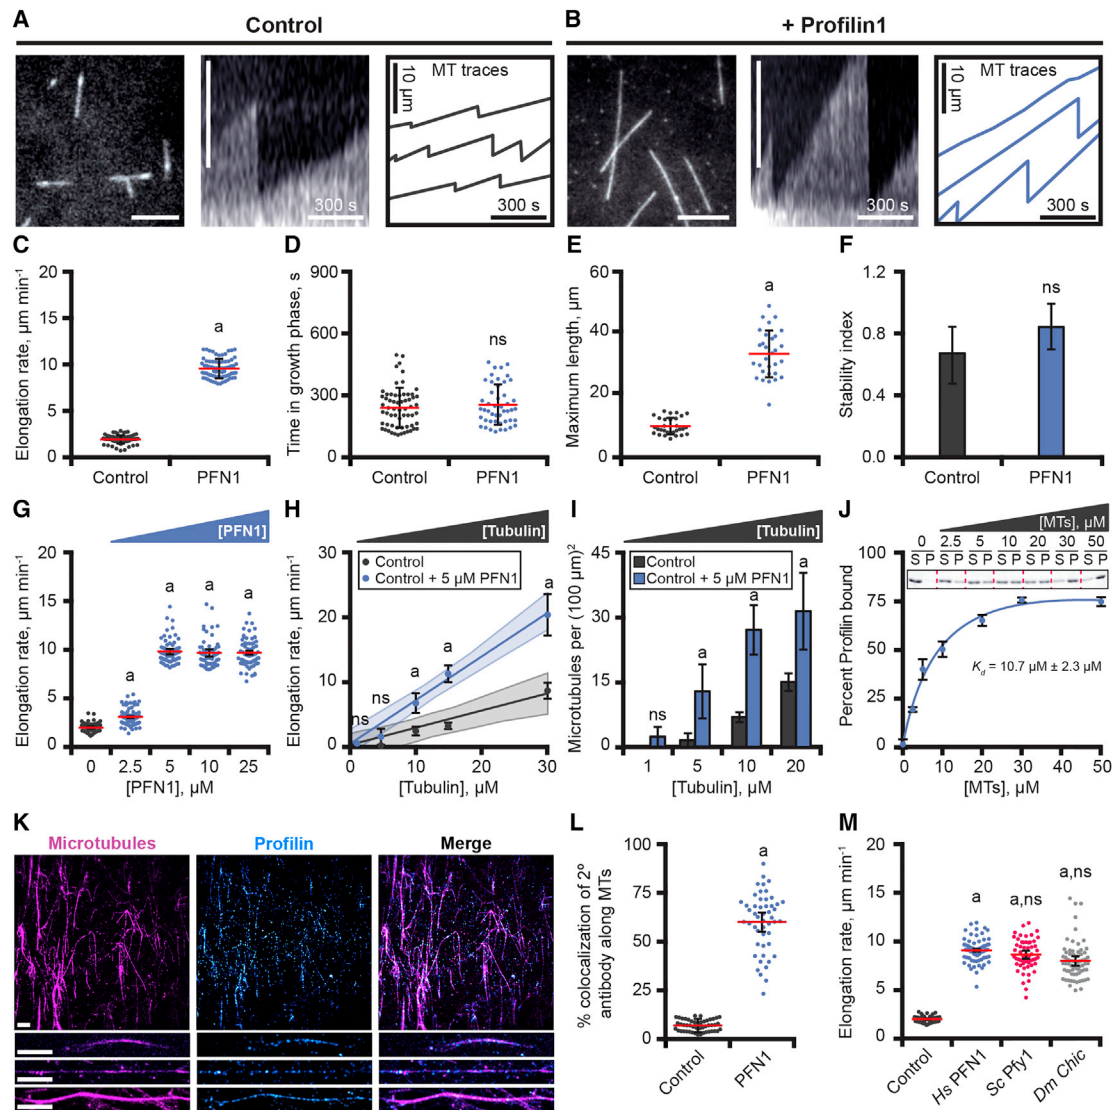 A
Control
B
+ Profilin1
MT traces
10 µm
300 s
300 s
MT traces
10 µm
300 s
300 s
C
Elongation rate, µm min⁻¹
20
15
10
5
0
a
Control
PFN1
D
Time in growth phase, s
900
600
300
0
ns
Control
PFN1
E
Maximum length, µm
60
40
20
0
a
Control
PFN1
F
Stability index
1.2
0.8
0.4
0.0
ns
Control
PFN1
G
[PFN1]
Elongation rate, µm min⁻¹
20
15
10
5
0
a
a
a
a
0 2.5 5 10 25
[PFN1], µM
H
[Tubulin]
Control
Control + 5 µM PFN1
Elongation rate, µm min⁻¹
30
20
10
0
ns
ns
a
a
a
0 10 20 30
[Tubulin], µM
I
[Tubulin]
Control
Control + 5 µM PFN1
Microtubules per (100 µm)²
45
30
15
0
ns
a
a
a
1 5 10 20
[Tubulin], µM
J
[MTs], µM
0 2.5 5 10 20 30 50
S P S P S P S P S P S P S P
Percent Profilin bound
100
75
50
25
0
Kd = 10.7 µM ± 2.3 µM
0 10 20 30 40 50
[MTs], µM
K
Microtubules
Profilin
Merge
L
% colocalization of 2º
antibody along MTs
100
75
50
25
0
a
Control
PFN1
M
Elongation rate, µm min⁻¹
20
15
10
5
0
a
a,ns
a,ns
Control
Hs PFN1
Sc Pfy1
Dm Chic